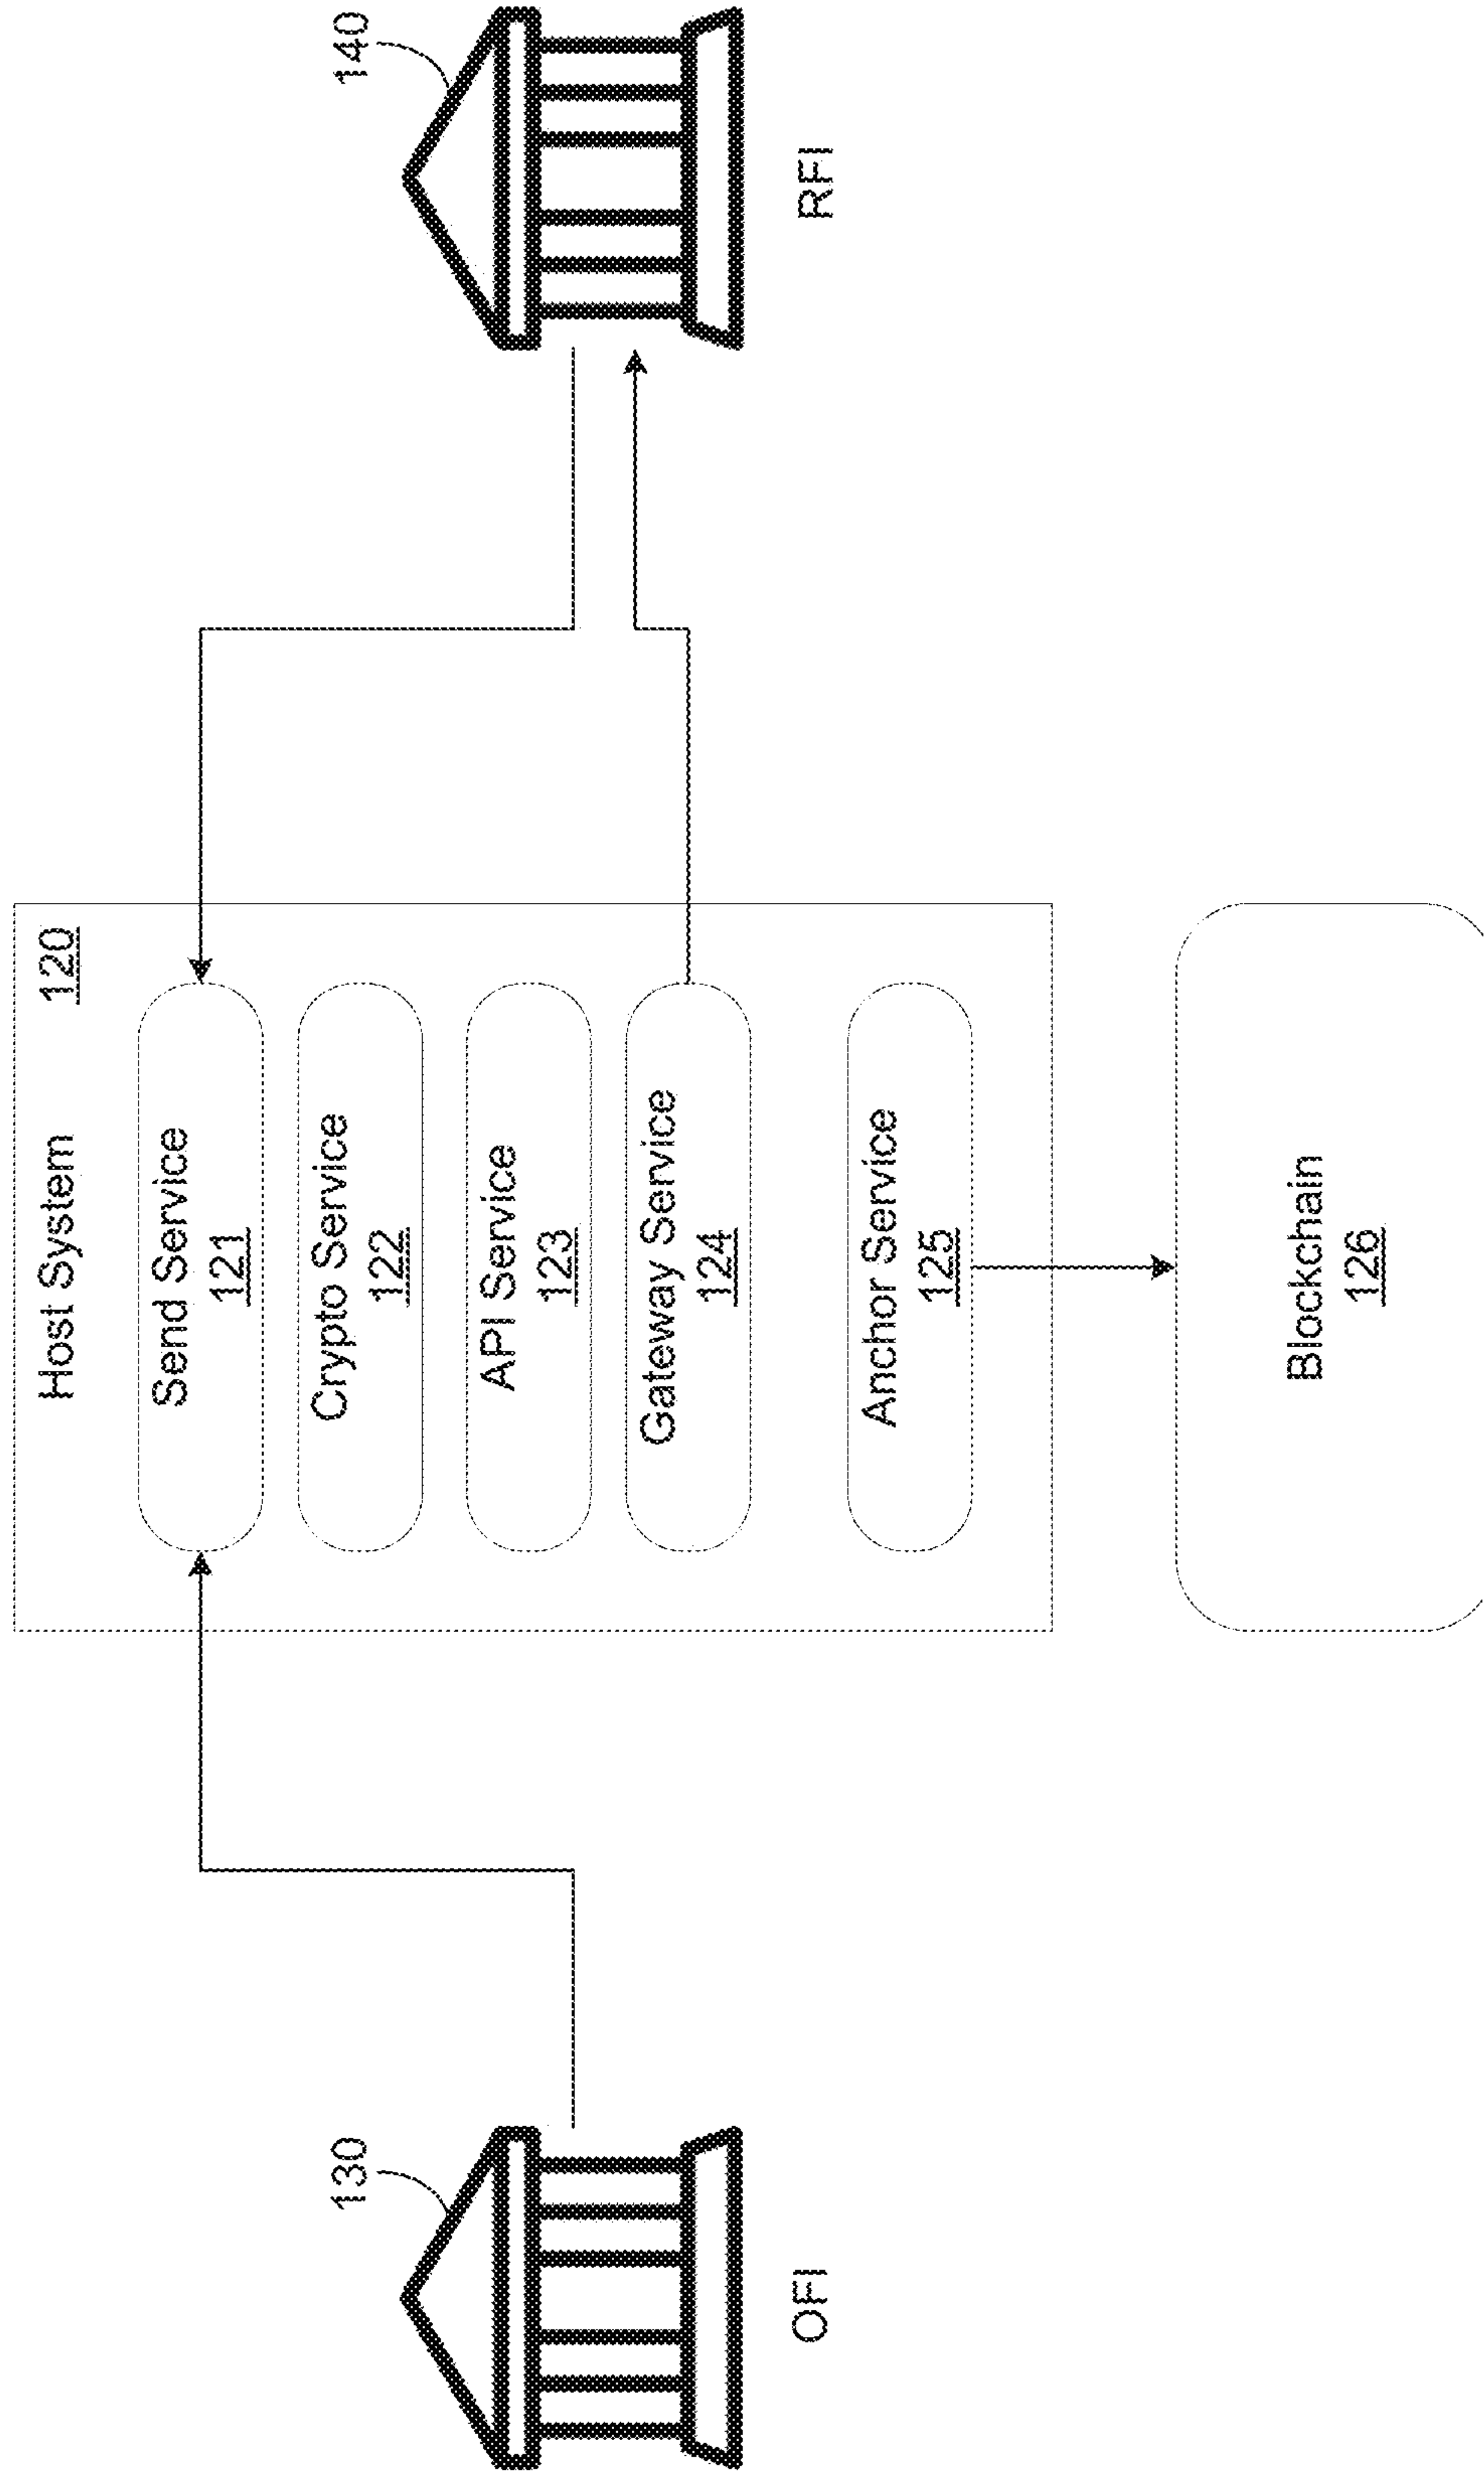 Host System 120
Send Service
121
Crypto Service
122
API Service
123
Gateway Service
124
Anchor Service
125
Blockchain
126
130
OFI
140
RFI